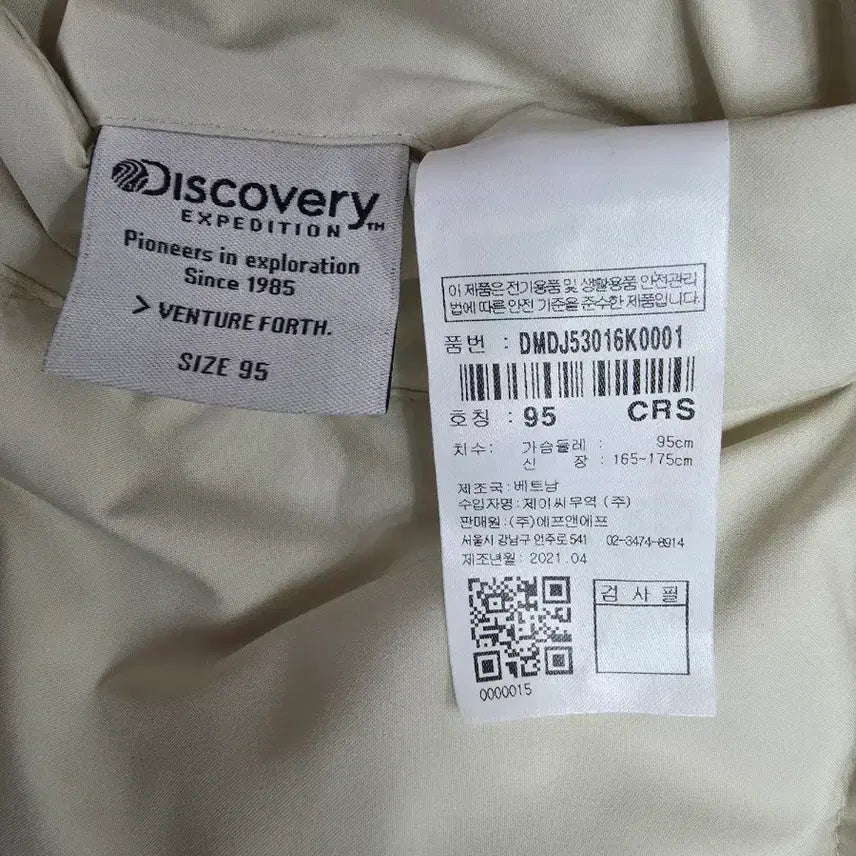 DISCOVERY
EXPEDITION™
Pioneers in exploration
Since 1985
> VENTURE FORTH.
SIZE 95
이 제품은 전기용품 및 생활용품 안전관리
법에 따른 안전 기준을 준수한 제품입니다.
품번 : DMDJ53016K0001
호칭 : 95 CRS
치수: 가슴둘레 : 95cm
신 장 : 165~175cm
제조국: 베트남
수입자명: 제이씨무역 (주)
판매원: (주)에프앤에프
서울시 강남구 언주로 541 02-3474-8914
제조년월: 2021.04
검 사 필
0000015